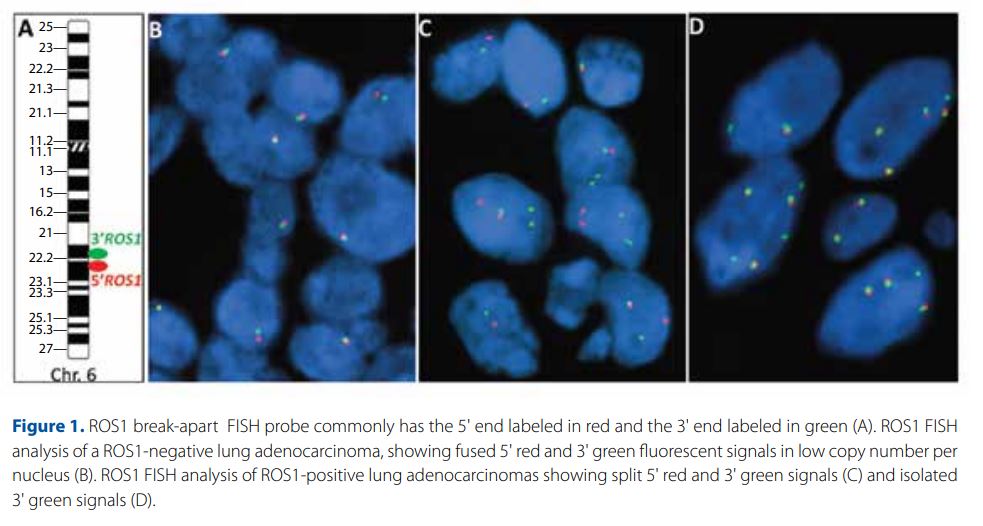 A
B
C
D
25
23
22.2
21.3
21.1
11.2
11.1
13
15
16.2
21
3'ROS1
22.2
5'ROS1
23.1
23.3
25.1
25.3
27
Chr. 6
Figure 1. ROS1 break-apart FISH probe commonly has the 5' end labeled in red and the 3' end labeled in green (A). ROS1 FISH
analysis of a ROS1-negative lung adenocarcinoma, showing fused 5' red and 3' green fluorescent signals in low copy number per
nucleus (B). ROS1 FISH analysis of ROS1-positive lung adenocarcinomas showing split 5' red and 3' green signals (C) and isolated
3' green signals (D).